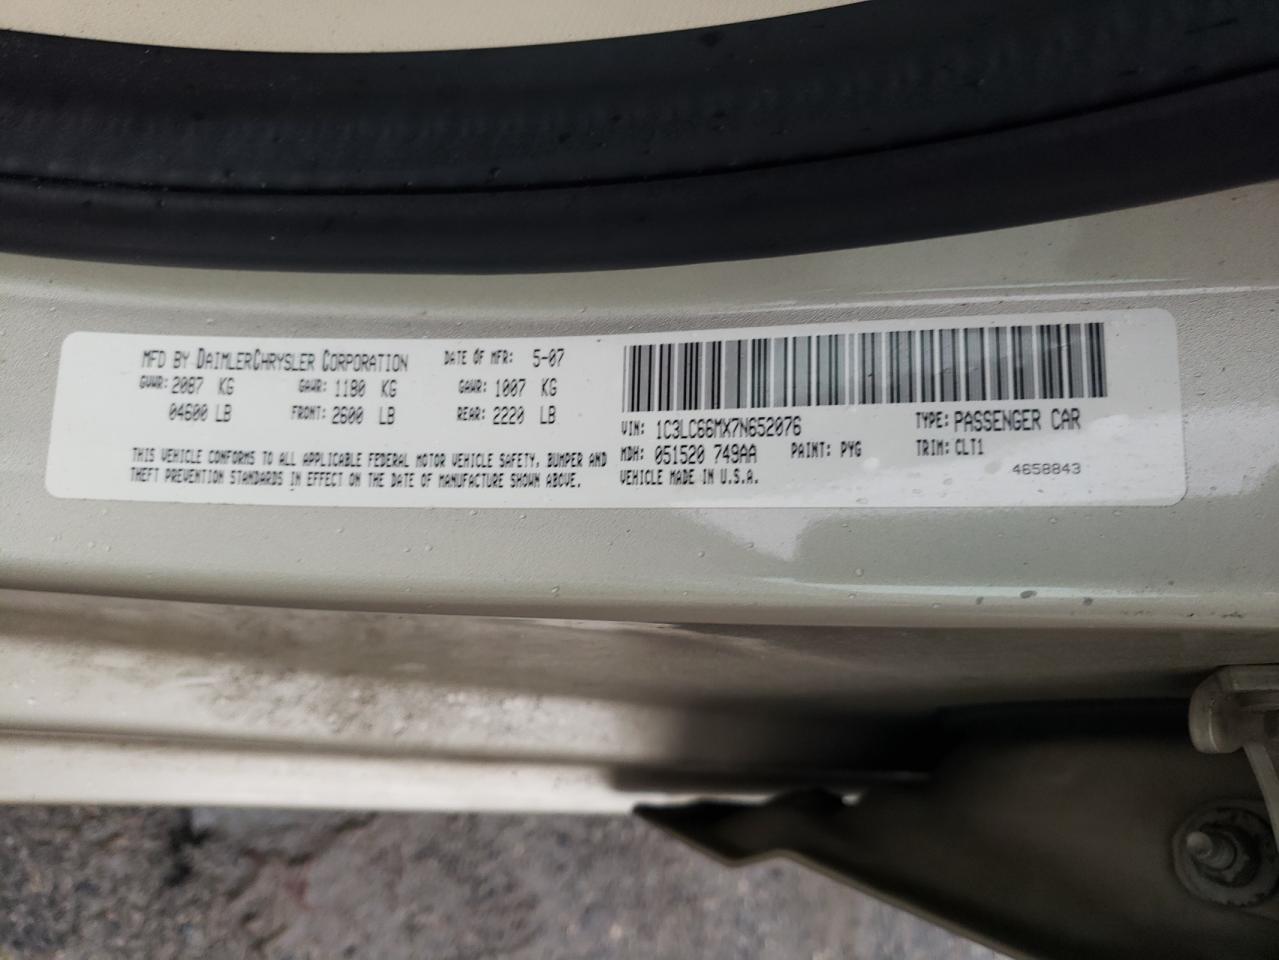 MFD BY DAIMLERCHRYSLER CORPORATION DATE OF MFR: 5-07
GVWR: 2087 KG GAWR: 1180 KG GAWR: 1007 KG
04600 LB FRONT: 2600 LB REAR: 2220 LB
THIS VEHICLE CONFORMS TO ALL APPLICABLE FEDERAL MOTOR VEHICLE SAFETY, BUMPER AND
THEFT PREVENTION STANDARDS IN EFFECT ON THE DATE OF MANUFACTURE SHOWN ABOVE.
VIN: 1C3LC66MX7N652076 TYPE: PASSENGER CAR
MDH: 051520 749AA PAINT: PYG TRIM: CLT1
VEHICLE MADE IN U.S.A. 4658843